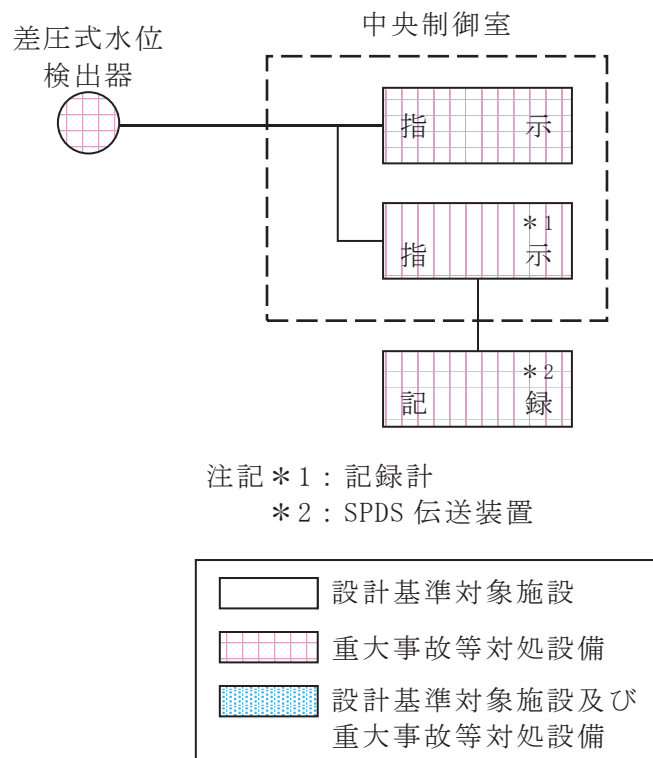 中央制御室
差圧式水位
検出器
指 示
＊1
指 示
＊2
記 録
注記＊1：記録計
＊2：SPDS 伝送装置
設計基準対象施設
重大事故等対処設備
設計基準対象施設及び
重大事故等対処設備